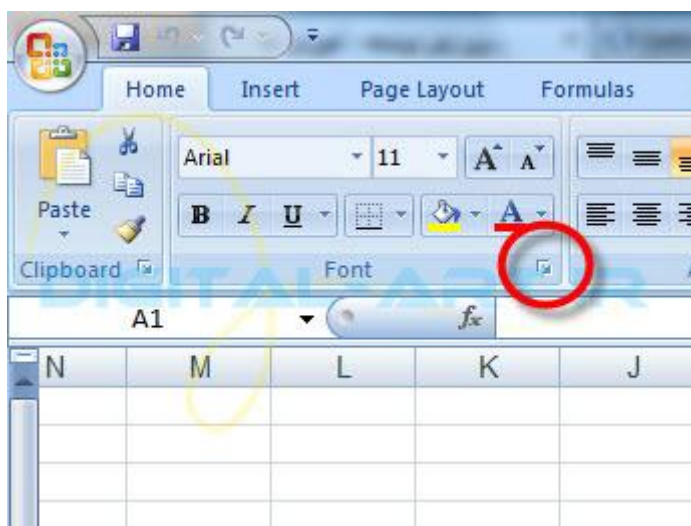 Home Insert Page Layout Formulas
Arial 11 A A
Paste B I U A
Clipboard Font
A1 fx
N M L K J